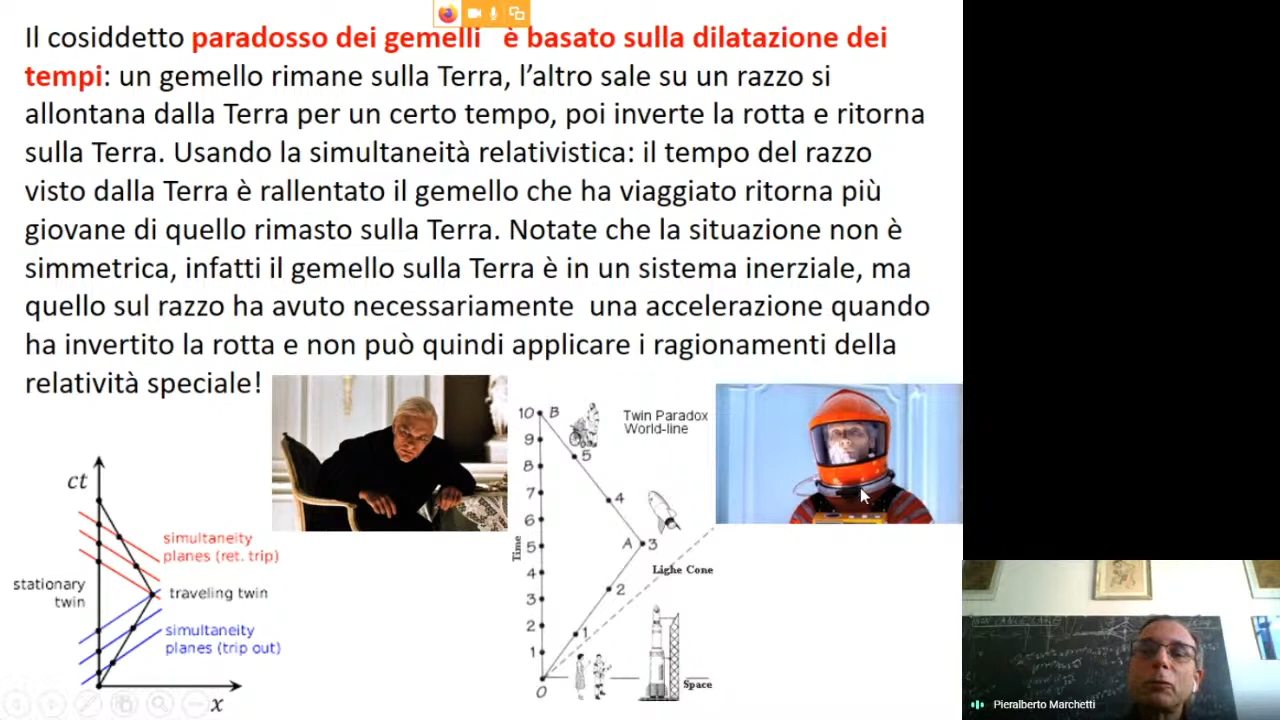 Il cosiddetto paradosso dei gemelli è basato sulla dilatazione dei
tempi: un gemello rimane sulla Terra, l’altro sale su un razzo si
allontana dalla Terra per un certo tempo, poi inverte la rotta e ritorna
sulla Terra. Usando la simultaneità relativistica: il tempo del razzo
visto dalla Terra è rallentato il gemello che ha viaggiato ritorna più
giovane di quello rimasto sulla Terra. Notate che la situazione non è
simmetrica, infatti il gemello sulla Terra è in un sistema inerziale, ma
quello sul razzo ha avuto necessariamente una accelerazione quando
ha invertito la rotta e non può quindi applicare i ragionamenti della
relatività speciale!
ct
simultaneity
planes (ret. trip)
stationary
twin
traveling twin
simultaneity
planes (trip out)
x
Twin Paradox
World-line
10 B
9
8
7
6
5
4
3
2
1
0
Time
5
4
A 3
2
1
Lighe Cone
Space
Pieralberto Marchetti